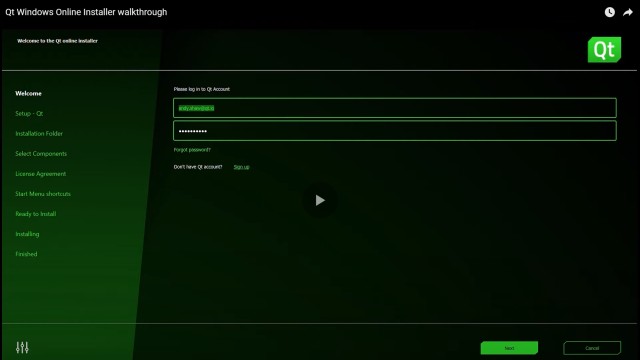 Qt Windows Online Installer walkthrough
Welcome to the Qt online installer
Qt
Welcome
Setup - Qt
Installation Folder
Select Components
License Agreement
Start Menu shortcuts
Ready to Install
Installing
Finished
Please log in to Qt Account
Forgot password?
Don't have Qt account? Sign up
Next
Cancel